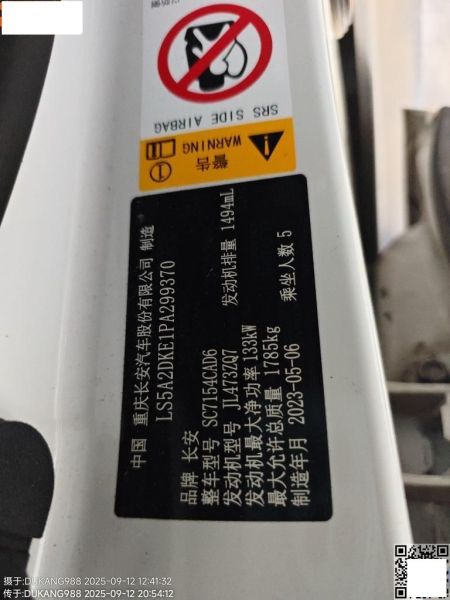 以防侧
SRS SIDE AIRBAG
警告
WARNING
中国 重庆长安汽车股份有限公司 制造
LS5A2DKE1PA299370
品牌 长安
整车型号 SC7154CAD6
发动机型号 JL473ZQ7 发动机排量 1494mL
发动机最大净功率 133kW
最大允许总质量 1785kg 乘坐人数 5
制造年月 2023-05-06
摄于:DUKANG988 2025-09-12 12:41:32
传于:DUKANG988 2025-09-12 20:54:12